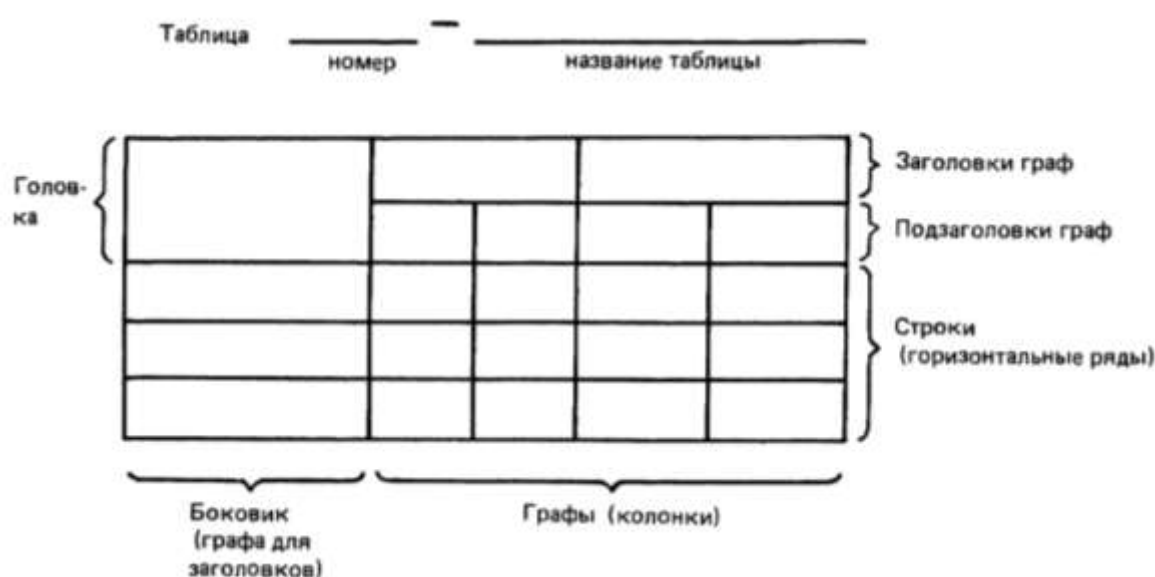 Таблица –
номер название таблицы
Голов-
ка
Заголовки граф
Подзаголовки граф
Строки
(горизонтальные ряды)
Боковик
(графа для
заголовков)
Графы (колонки)